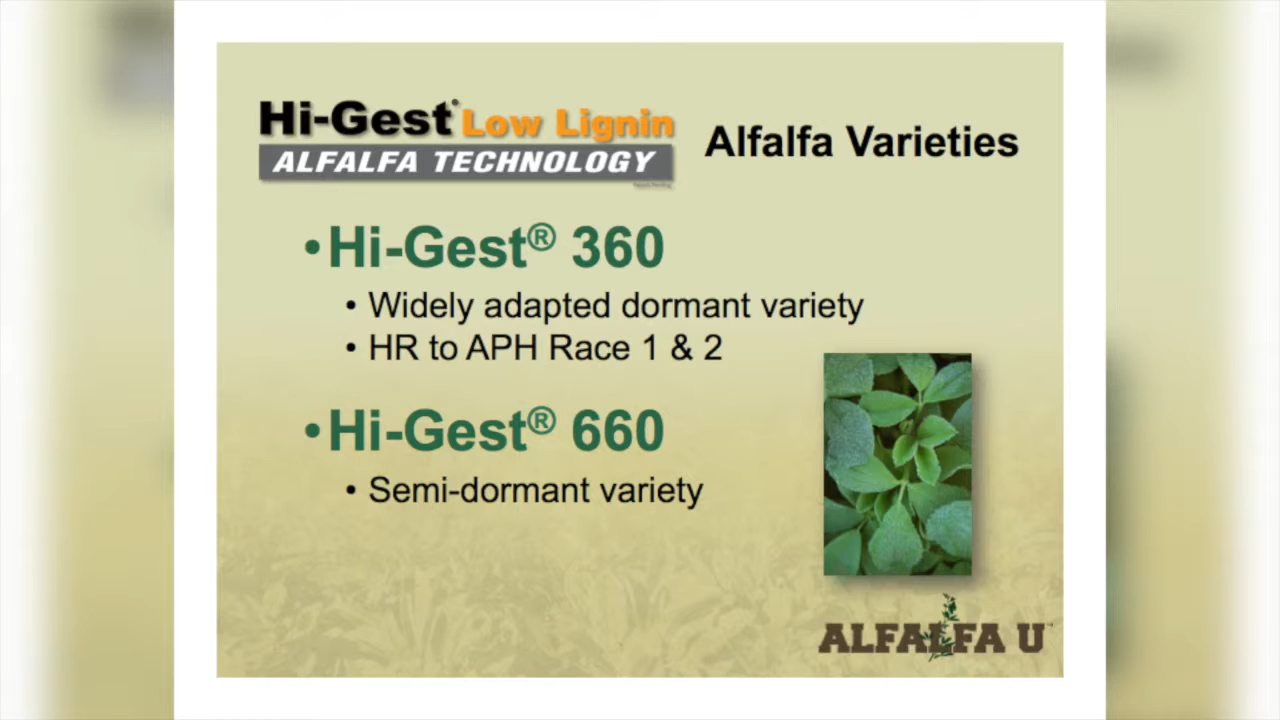 Hi-Gest® Low Lignin
ALFALFA TECHNOLOGY
Alfalfa Varieties
•Hi-Gest® 360
• Widely adapted dormant variety
• HR to APH Race 1 & 2
•Hi-Gest® 660
• Semi-dormant variety
ALFALFA U™